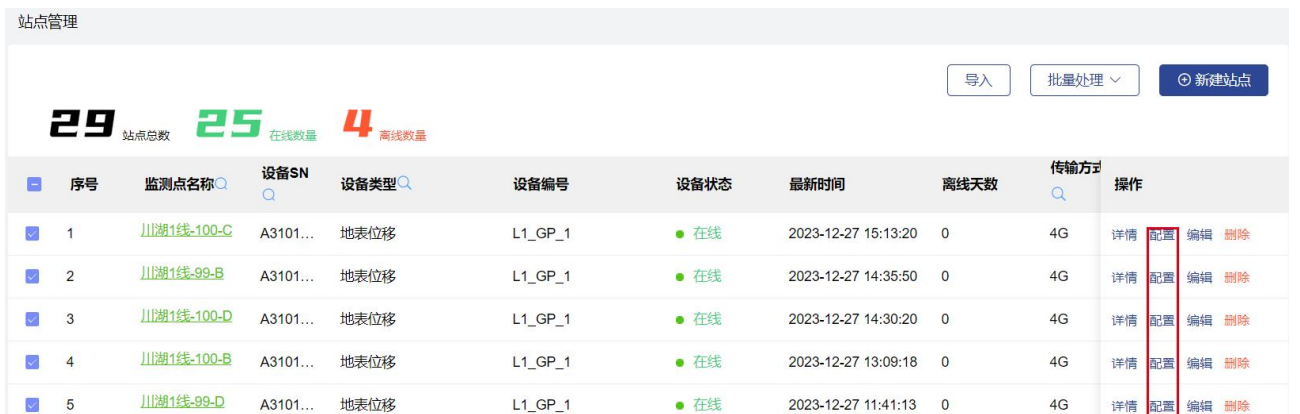 站点管理
导入 批量处理 新建站点
29 站点总数 25 在线数量 4 离线数量
序号 监测点名称 设备SN 设备类型 设备编号 设备状态 最新时间 离线天数 传输方式 操作
1 川湖1线-100-C A3101... 地表位移 L1_GP_1 在线 2023-12-27 15:13:20 0 4G 详情 配置 编辑 删除
2 川湖1线-99-B A3101... 地表位移 L1_GP_1 在线 2023-12-27 14:35:50 0 4G 详情 配置 编辑 删除
3 川湖1线-100-D A3101... 地表位移 L1_GP_1 在线 2023-12-27 14:30:20 0 4G 详情 配置 编辑 删除
4 川湖1线-100-B A3101... 地表位移 L1_GP_1 在线 2023-12-27 13:09:18 0 4G 详情 配置 编辑 删除
5 川湖1线-99-D A3101... 地表位移 L1_GP_1 在线 2023-12-27 11:41:13 0 4G 详情 配置 编辑 删除